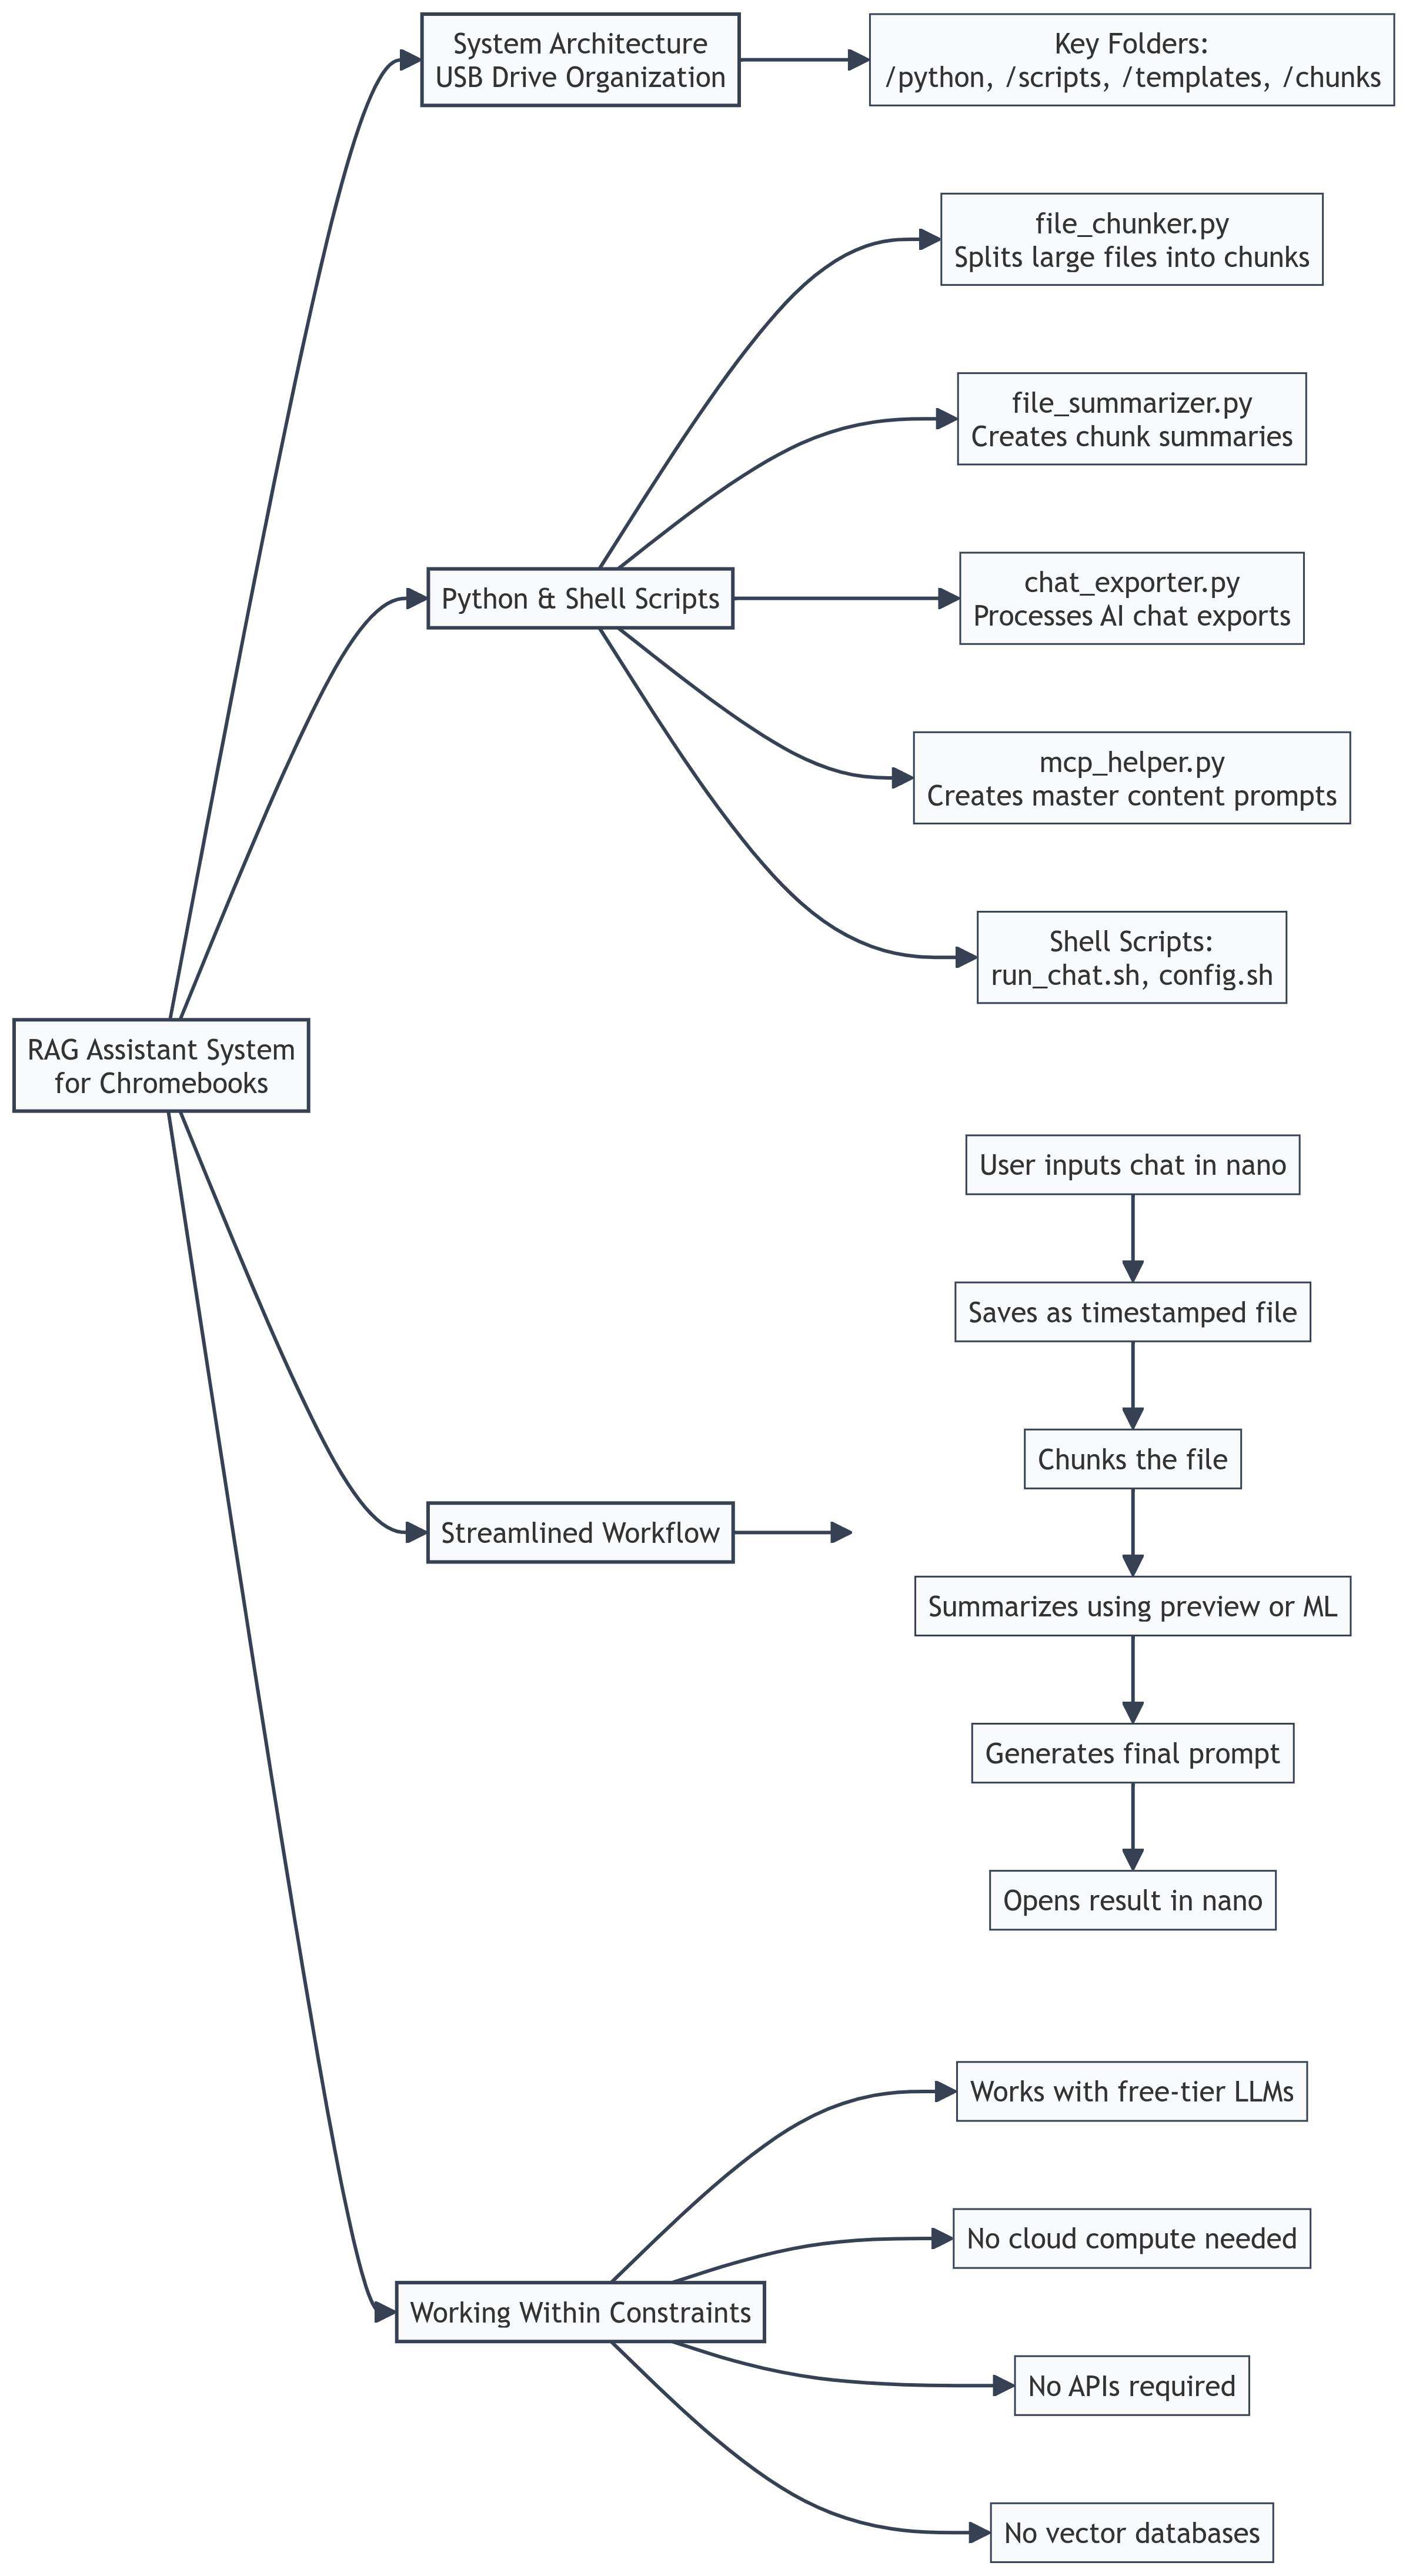 System Architecture
USB Drive Organization
Key Folders:
/python, /scripts, /templates, /chunks
file_chunker.py
Splits large files into chunks
file_summarizer.py
Creates chunk summaries
Python & Shell Scripts
chat_exporter.py
Processes AI chat exports
mcp_helper.py
Creates master content prompts
Shell Scripts:
run_chat.sh, config.sh
RAG Assistant System
for Chromebooks
User inputs chat in nano
Saves as timestamped file
Chunks the file
Streamlined Workflow
Summarizes using preview or ML
Generates final prompt
Opens result in nano
Works with free-tier LLMs
No cloud compute needed
Working Within Constraints
No APIs required
No vector databases